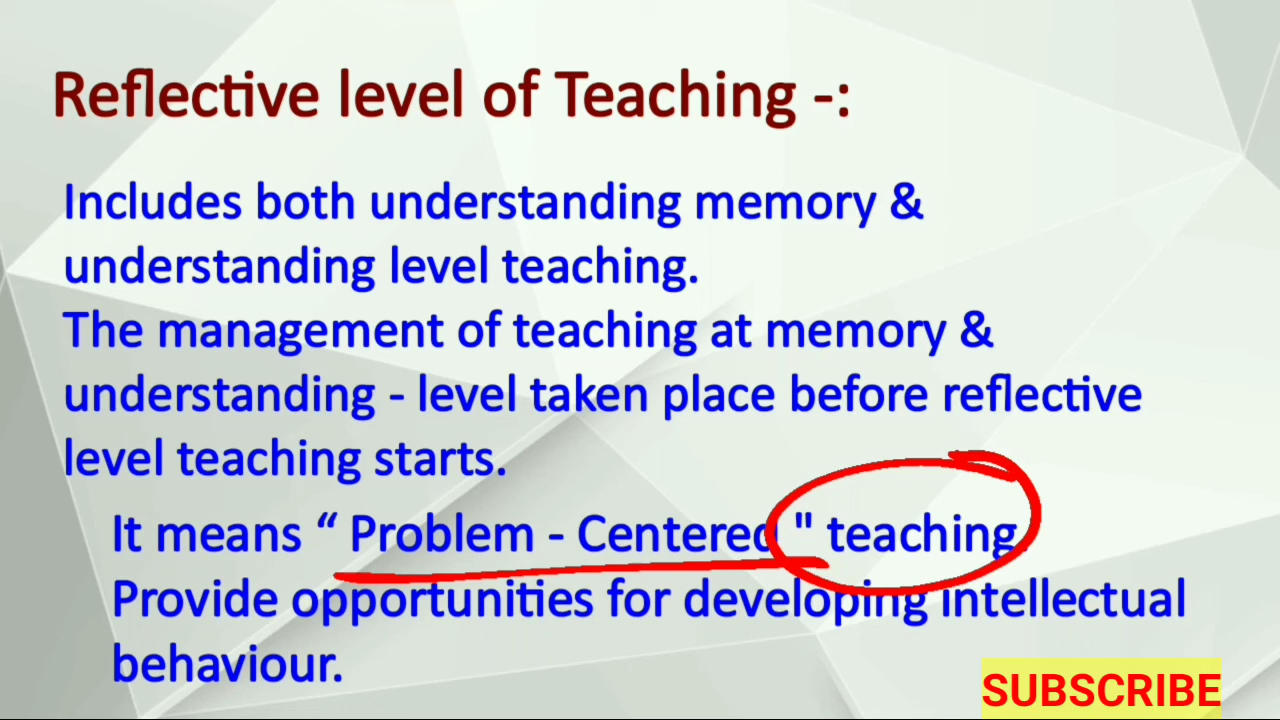 Reflective level of Teaching -:
Includes both understanding memory &
understanding level teaching.
The management of teaching at memory &
understanding - level taken place before reflective
level teaching starts.
It means “ Problem - Centered " teaching.
Provide opportunities for developing intellectual
behaviour.
SUBSCRIBE